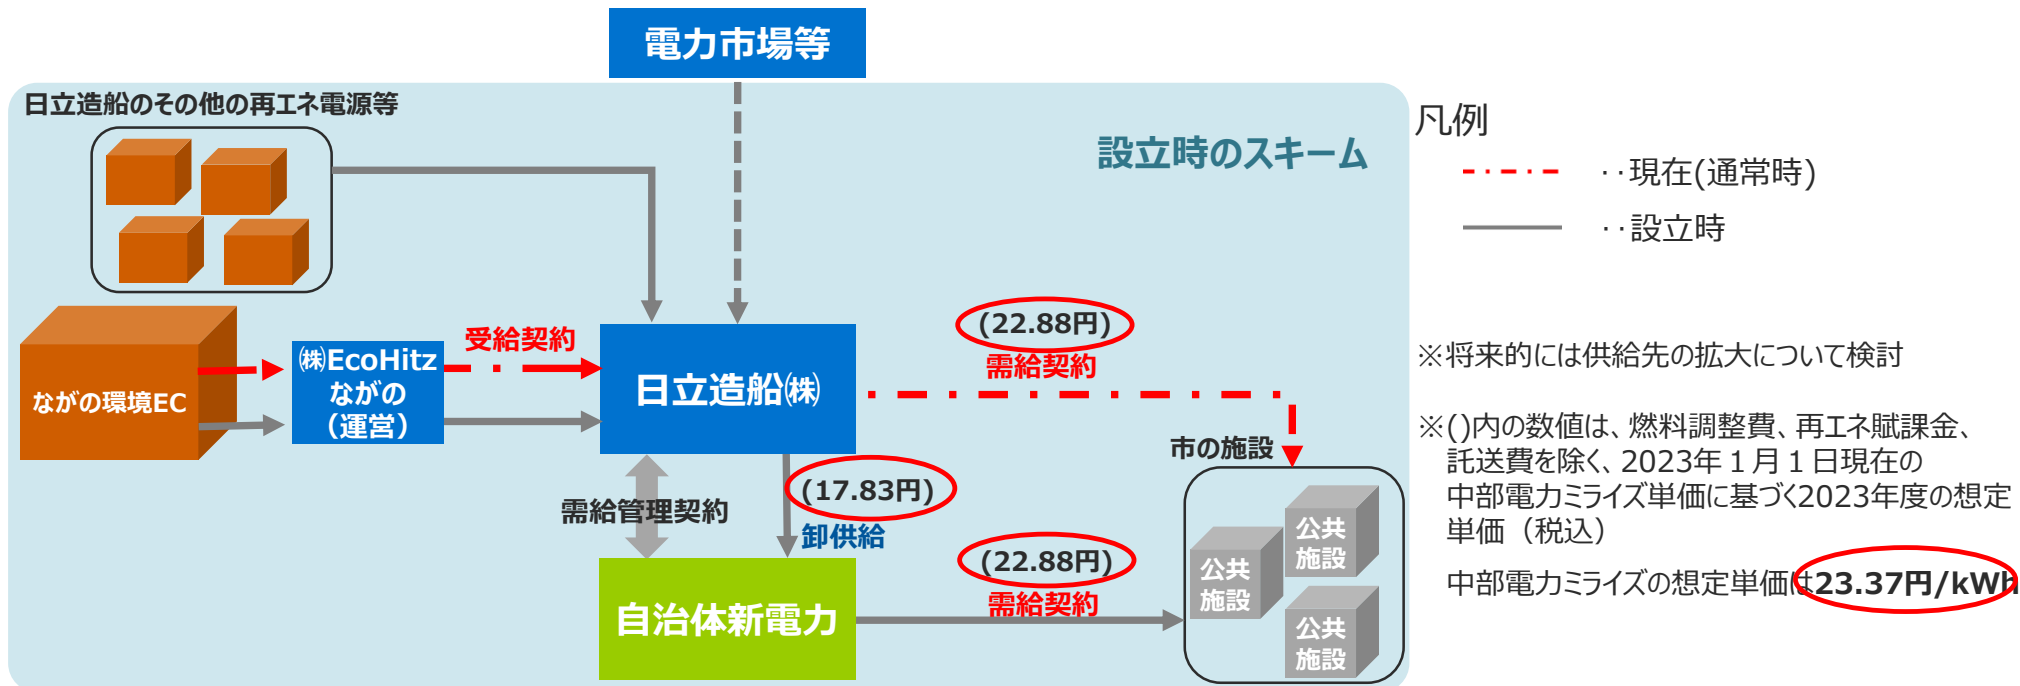 電力市場等
日立造船のその他の再エネ電源等
設立時のスキーム
凡例
‥現在(通常時)
‥設立時
ながの環境EC
㈱EcoHitz
ながの
（運営）
受給契約
日立造船㈱
(22.88円)
需給契約
市の施設
需給管理契約
(17.83円)
卸供給
自治体新電力
(22.88円)
需給契約
公共
施設
公共
施設
公共
施設
※将来的には供給先の拡大について検討
※()内の数値は、燃料調整費、再エネ賦課金、
託送費を除く、2023年１月１日現在の
中部電力ミライズ単価に基づく2023年度の想定
単価（税込）
中部電力ミライズの想定単価は23.37円/kWh